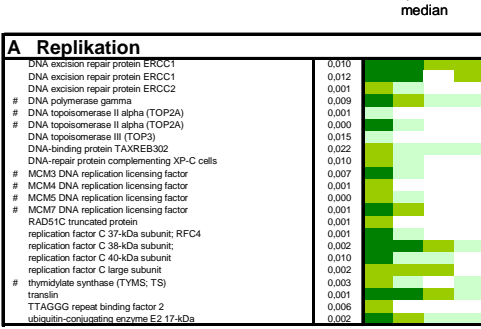 median
A Replikation
DNA excision repair protein ERCC1 0,010
DNA excision repair protein ERCC1 0,012
DNA excision repair protein ERCC2 0,001
# DNA polymerase gamma 0,009
# DNA topoisomerase II alpha (TOP2A) 0,001
# DNA topoisomerase II alpha (TOP2A) 0,000
DNA topoisomerase III (TOP3) 0,015
DNA-binding protein TAXREB302 0,022
DNA-repair protein complementing XP-C cells 0,010
# MCM3 DNA replication licensing factor 0,007
# MCM4 DNA replication licensing factor 0,001
# MCM5 DNA replication licensing factor 0,000
# MCM7 DNA replication licensing factor 0,001
RAD51C truncated protein 0,001
replication factor C 37-kDa subunit; RFC4 0,001
replication factor C 38-kDa subunit; 0,002
replication factor C 40-kDa subunit 0,010
replication factor C large subunit 0,002
# thymidylate synthase (TYMS; TS) 0,003
translin 0,001
TTAGGG repeat binding factor 2 0,006
ubiquitin-conjugating enzyme E2 17-kDa 0,002